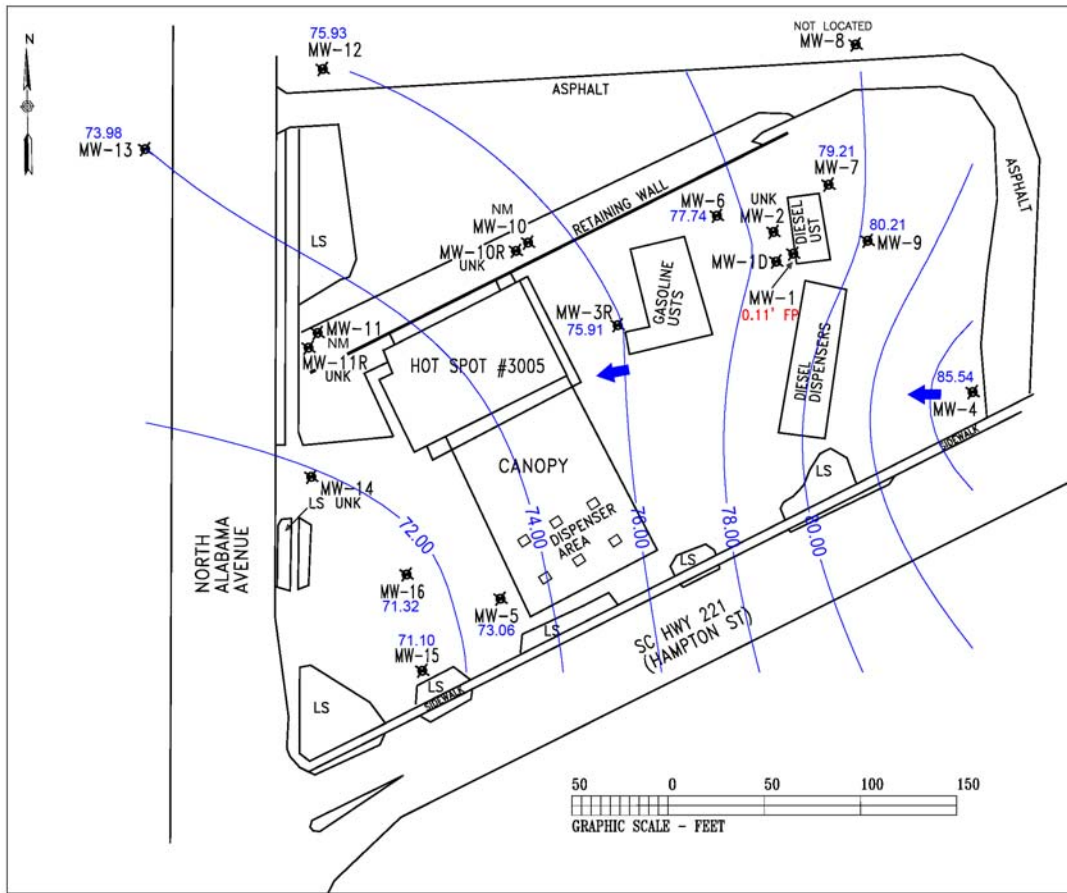 N
75.93
MW-12
NOT LOCATED
MW-8
ASPHALT
73.98
MW-13
79.21
MW-7
ASPHALT
MW-6
77.74
UNK
MW-2
DIESEL
UST
RETAINING WALL
NM
MW-10
MW-10R
UNK
LS
80.21
MW-9
MW-1D
MW-1
0.11' FP
GASOLINE
USTS
MW-3R
75.91
MW-11
NM
MW-11R
UNK
HOT SPOT #3005
DIESEL
DISPENSERS
85.54
MW-4
SIDEWALK
CANOPY
LS
MW-14
LS UNK
72.00
74.00
76.00
78.00
80.00
DISPENSER
AREA
NORTH
ALABAMA
AVENUE
MW-16
71.32
MW-5
73.06
LS
LS
71.10
MW-15
LS
SIDEWALK
LS
SC HWY 221
(HAMPTON ST)
50 0 50 100 150
GRAPHIC SCALE - FEET